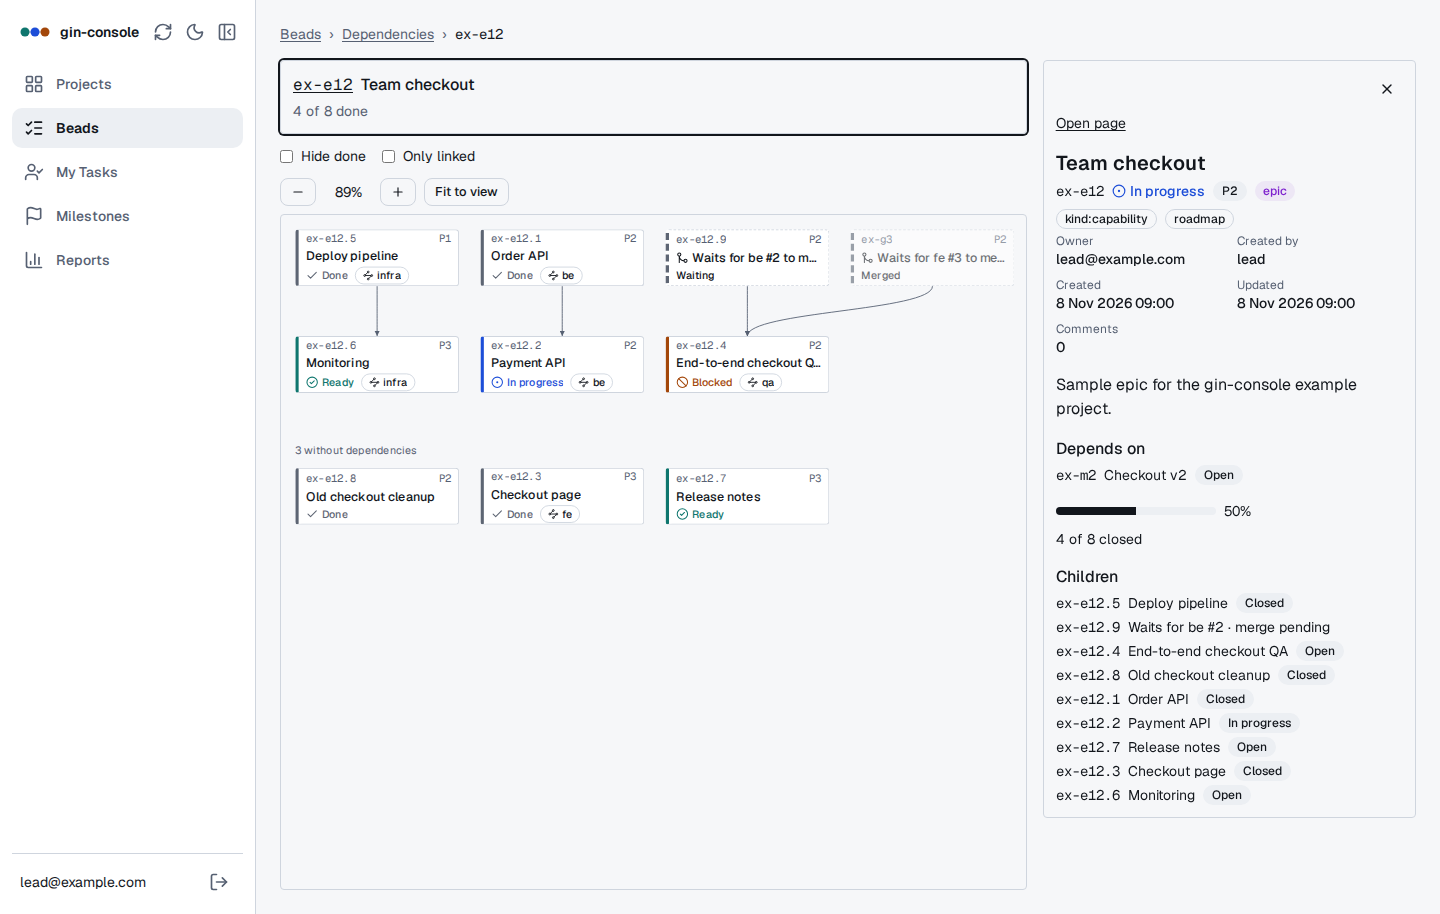 gin-console
Projects
Beads
My Tasks
Milestones
Reports
lead@example.com
Beads › Dependencies › ex-e12
ex-e12 Team checkout
4 of 8 done
Hide done
Only linked
89%
Fit to view
ex-e12.5 P1
Deploy pipeline
Done infra
ex-e12.1 P2
Order API
Done be
ex-e12.9 P2
Waits for be #2 to m…
Waiting
ex-g3 P2
Waits for fe #3 to me…
Merged
ex-e12.6 P3
Monitoring
Ready infra
ex-e12.2 P2
Payment API
In progress be
ex-e12.4 P2
End-to-end checkout Q…
Blocked qa
3 without dependencies
ex-e12.8 P2
Old checkout cleanup
Done
ex-e12.3 P3
Checkout page
Done fe
ex-e12.7 P3
Release notes
Ready
Open page
Team checkout
ex-e12 In progress P2 epic
kind:capability roadmap
Owner Created by
lead@example.com lead
Created Updated
8 Nov 2026 09:00 8 Nov 2026 09:00
Comments
0
Sample epic for the gin-console example
project.
Depends on
ex-m2 Checkout v2 Open
50%
4 of 8 closed
Children
ex-e12.5 Deploy pipeline Closed
ex-e12.9 Waits for be #2 · merge pending
ex-e12.4 End-to-end checkout QA Open
ex-e12.8 Old checkout cleanup Closed
ex-e12.1 Order API Closed
ex-e12.2 Payment API In progress
ex-e12.7 Release notes Open
ex-e12.3 Checkout page Closed
ex-e12.6 Monitoring Open